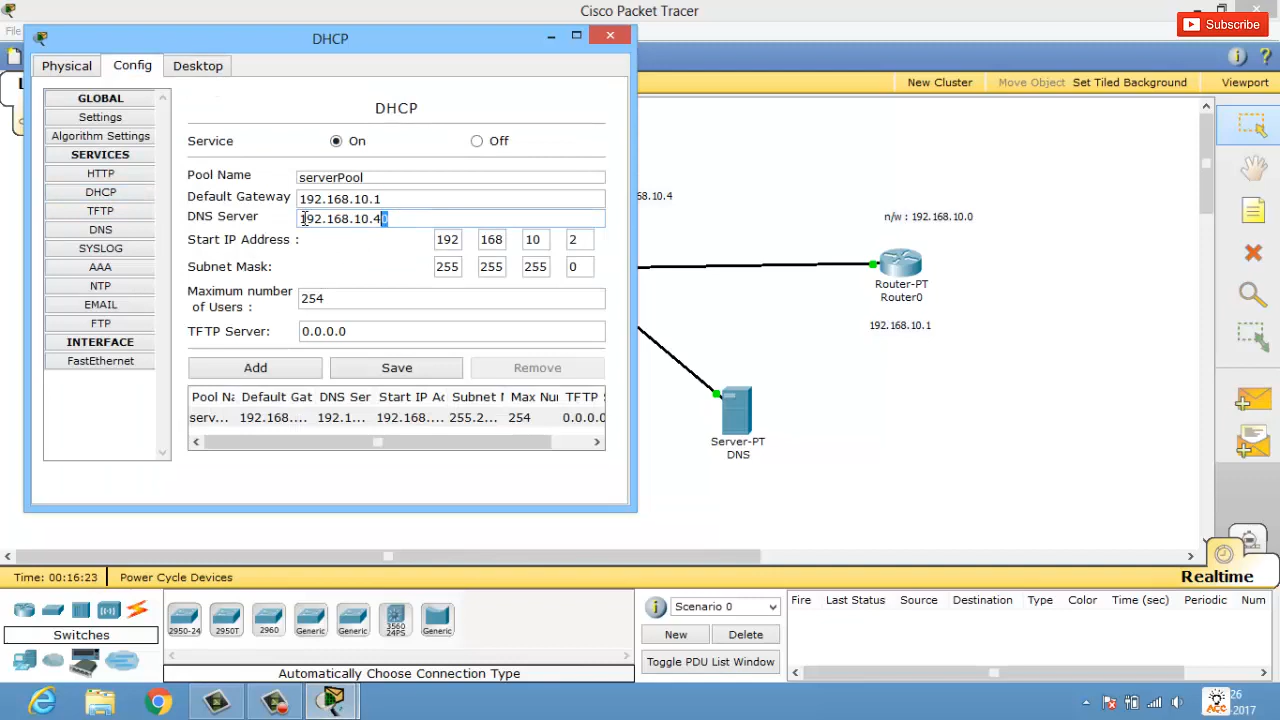 Cisco Packet Tracer
Subscribe
File
DHCP
Physical
Config
Desktop
New Cluster
Move Object
Set Tiled Background
Viewport
GLOBAL
Settings
Algorithm Settings
SERVICES
HTTP
DHCP
TFTP
DNS
SYSLOG
AAA
NTP
EMAIL
FTP
INTERFACE
FastEthernet
DHCP
Service On Off
Pool Name serverPool
Default Gateway 192.168.10.1
DNS Server 192.168.10.40
Start IP Address : 192 168 10 2
Subnet Mask: 255 255 255 0
Maximum number
of Users : 254
TFTP Server: 0.0.0.0
Add Save Remove
Pool Na Default Gat DNS Ser Start IP Ad Subnet Max Nu TFTP
serv... 192.168.... 192.1... 192.168.... 255.2... 254 0.0.0.0
68.10.4
n/w : 192.168.10.0
Router-PT
Router0
192.168.10.1
Server-PT
DNS
Time: 00:16:23 Power Cycle Devices
Realtime
Switches
2950-24
2950T
2960
Generic
Generic
3560
24PS
Generic
Automatically Choose Connection Type
Scenario 0
New Delete
Toggle PDU List Window
Fire Last Status Source Destination Type Color Time (sec) Periodic Num
26
-2017
ACC